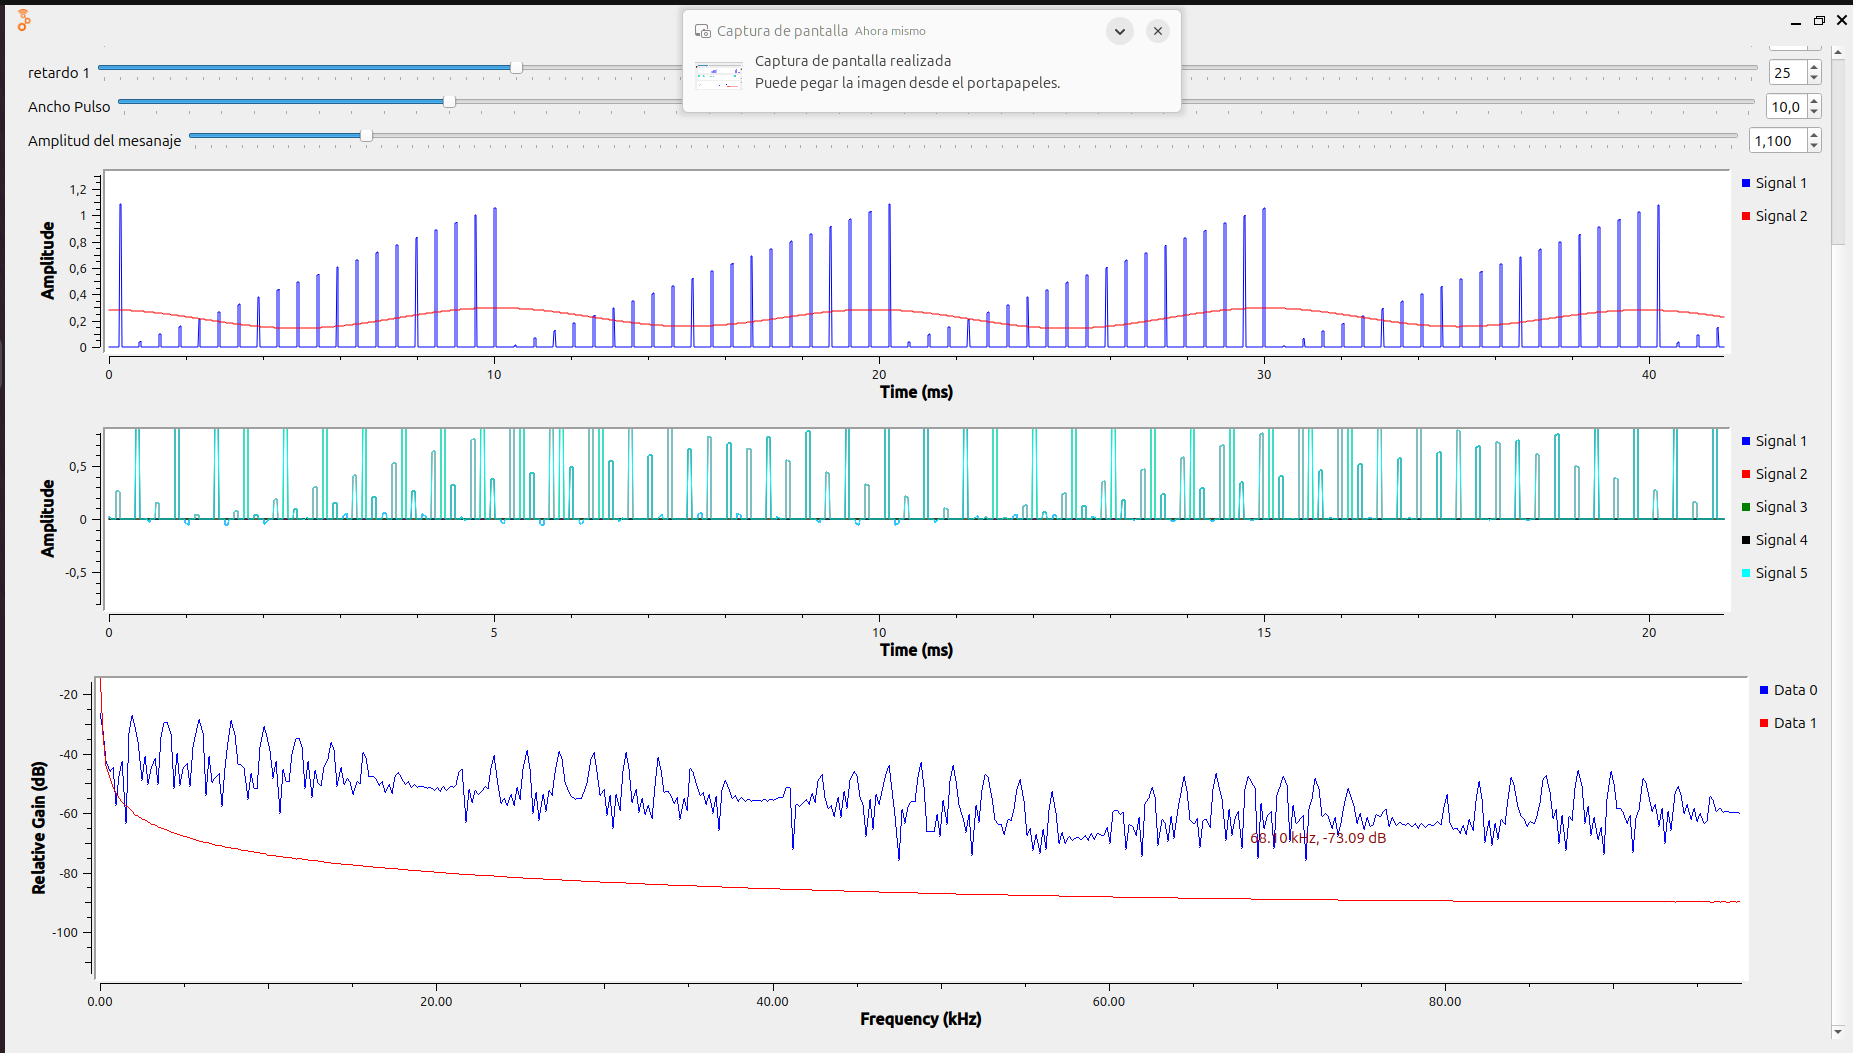 Captura de pantalla Ahora mismo
Captura de pantalla realizada
Puede pegar la imagen desde el portapapeles.
retardo 1
25
Ancho Pulso
10,0
Amplitud del mesanaje
1,100
Amplitude
1,2
1
0,8
0,6
0,4
0,2
0
0 10 20 30 40
Time (ms)
Signal 1
Signal 2
Amplitude
0,5
0
-0,5
0 5 10 15 20
Time (ms)
Signal 1
Signal 2
Signal 3
Signal 4
Signal 5
Relative Gain (dB)
-20
-40
-60
-80
-100
68.10 kHz, -73.09 dB
0.00 20.00 40.00 60.00 80.00
Frequency (kHz)
Data 0
Data 1